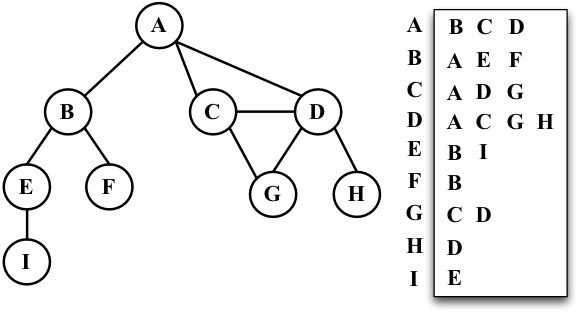 A
B
C
D
E
F
G
H
I
A B C D
B A E F
C A D G
D A C G H
E B I
F B
G C D
H D
I E